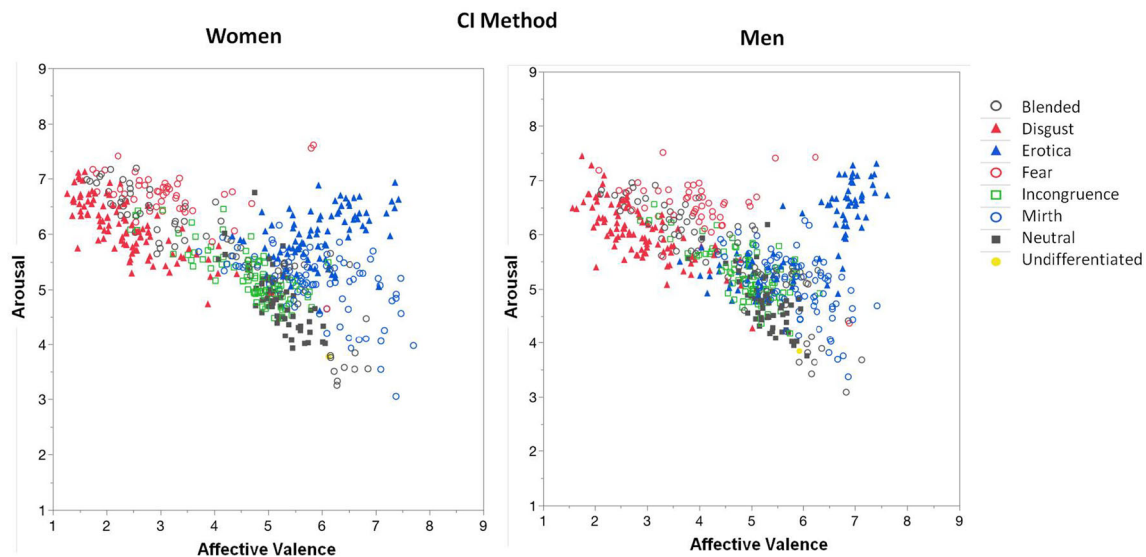 CI Method
Women
Men
9
8
7
6
5
4
3
2
1
Arousal
1 2 3 4 5 6 7 8 9
Affective Valence
9
8
7
6
5
4
3
2
1
Arousal
1 2 3 4 5 6 7 8 9
Affective Valence
Blended
Disgust
Erotica
Fear
Incongruence
Mirth
Neutral
Undifferentiated